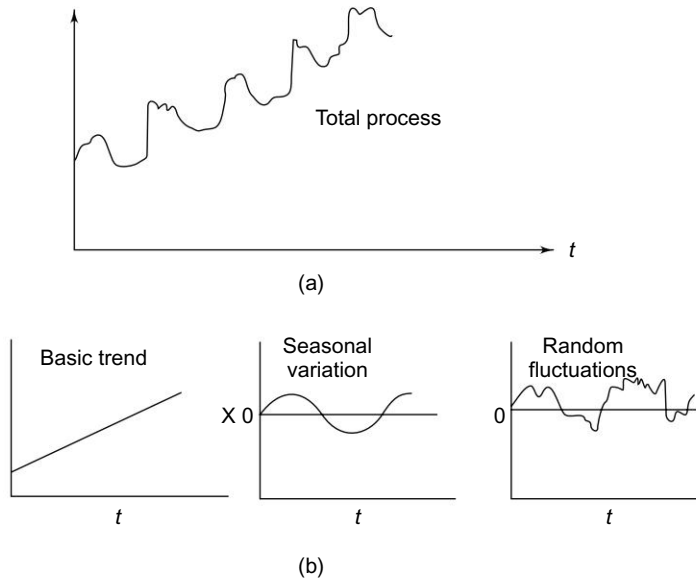 Total process
t
(a)
Basic trend
Seasonal
variation
Random
fluctuations
X 0
0
t
t
t
(b)